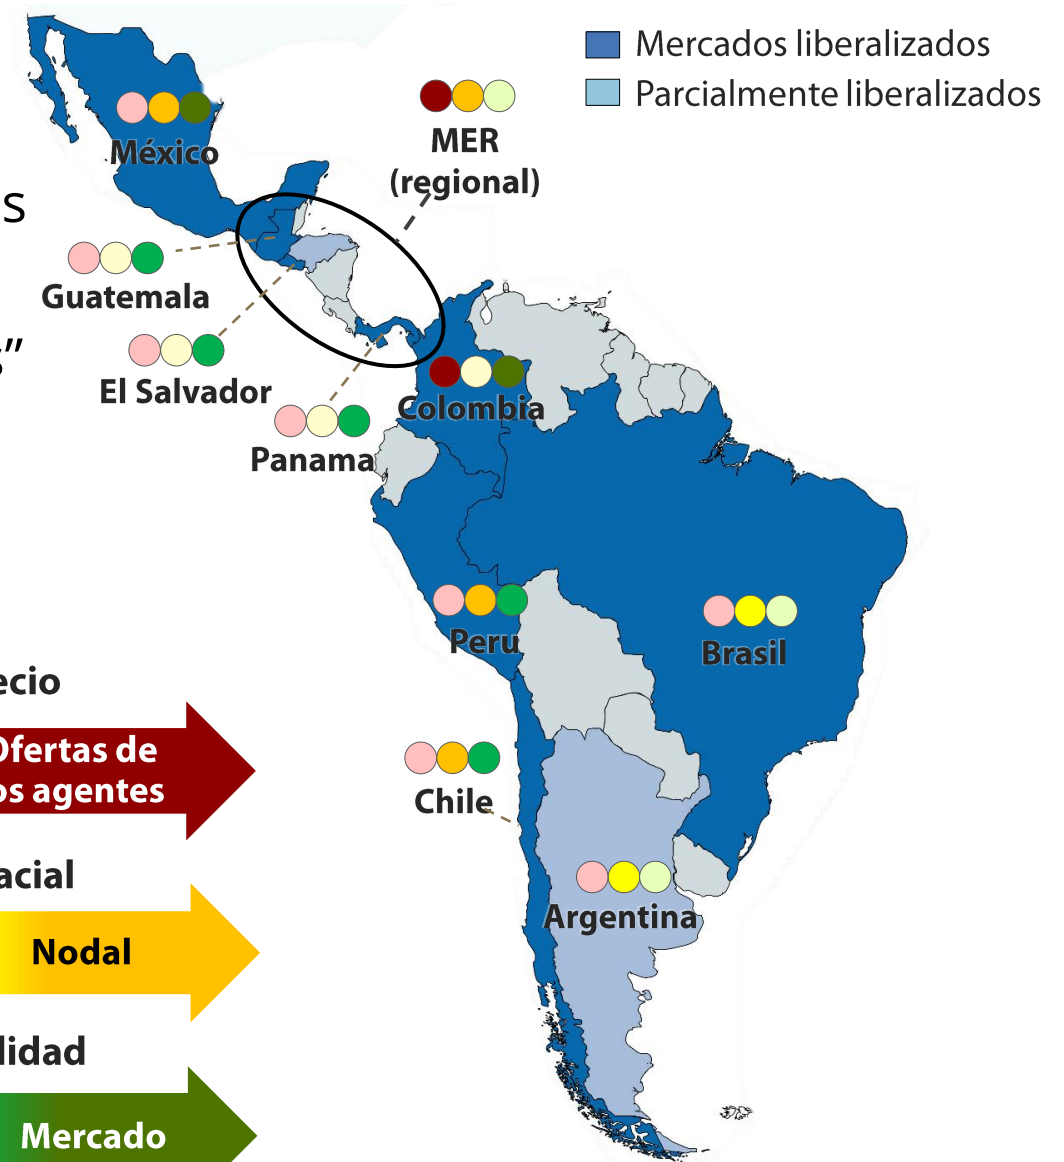 Mercados liberalizados
Parcialmente liberalizados
MER
(regional)
México
s
Guatemala
”
El Salvador
Colombia
Panama
Peru
Brasil
ecio
Ofertas de
os agentes
Chile
acial
Argentina
Nodal
lidad
Mercado